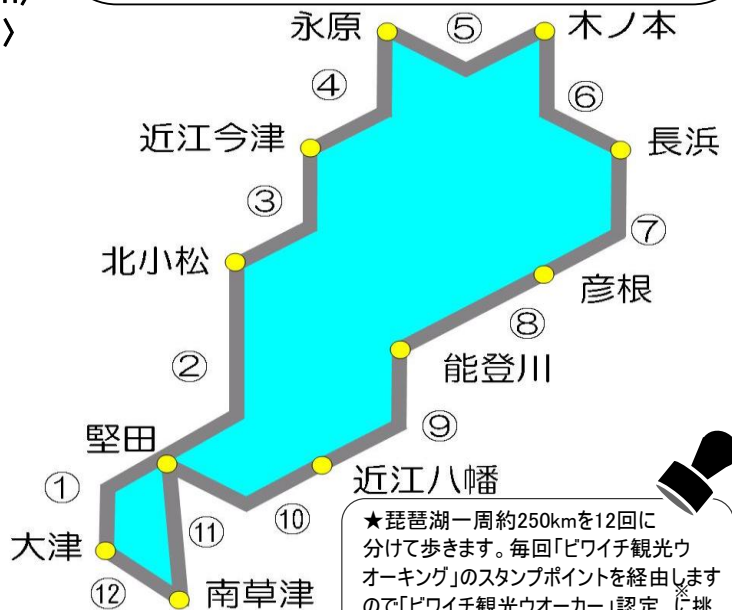 〉
永原
⑤
木ノ本
④
⑥
近江今津
長浜
③
⑦
北小松
彦根
⑧
②
能登川
⑨
堅田
近江八幡
①
⑩
⑪
大津
⑫
南草津
★琵琶湖一周約250kmを12回に
分けて歩きます。毎回「ビワイチ観光ウ
オーキング」のスタンプポイントを経由します
※
ので「ビワイチ観光ウオーカー」認定 に挑